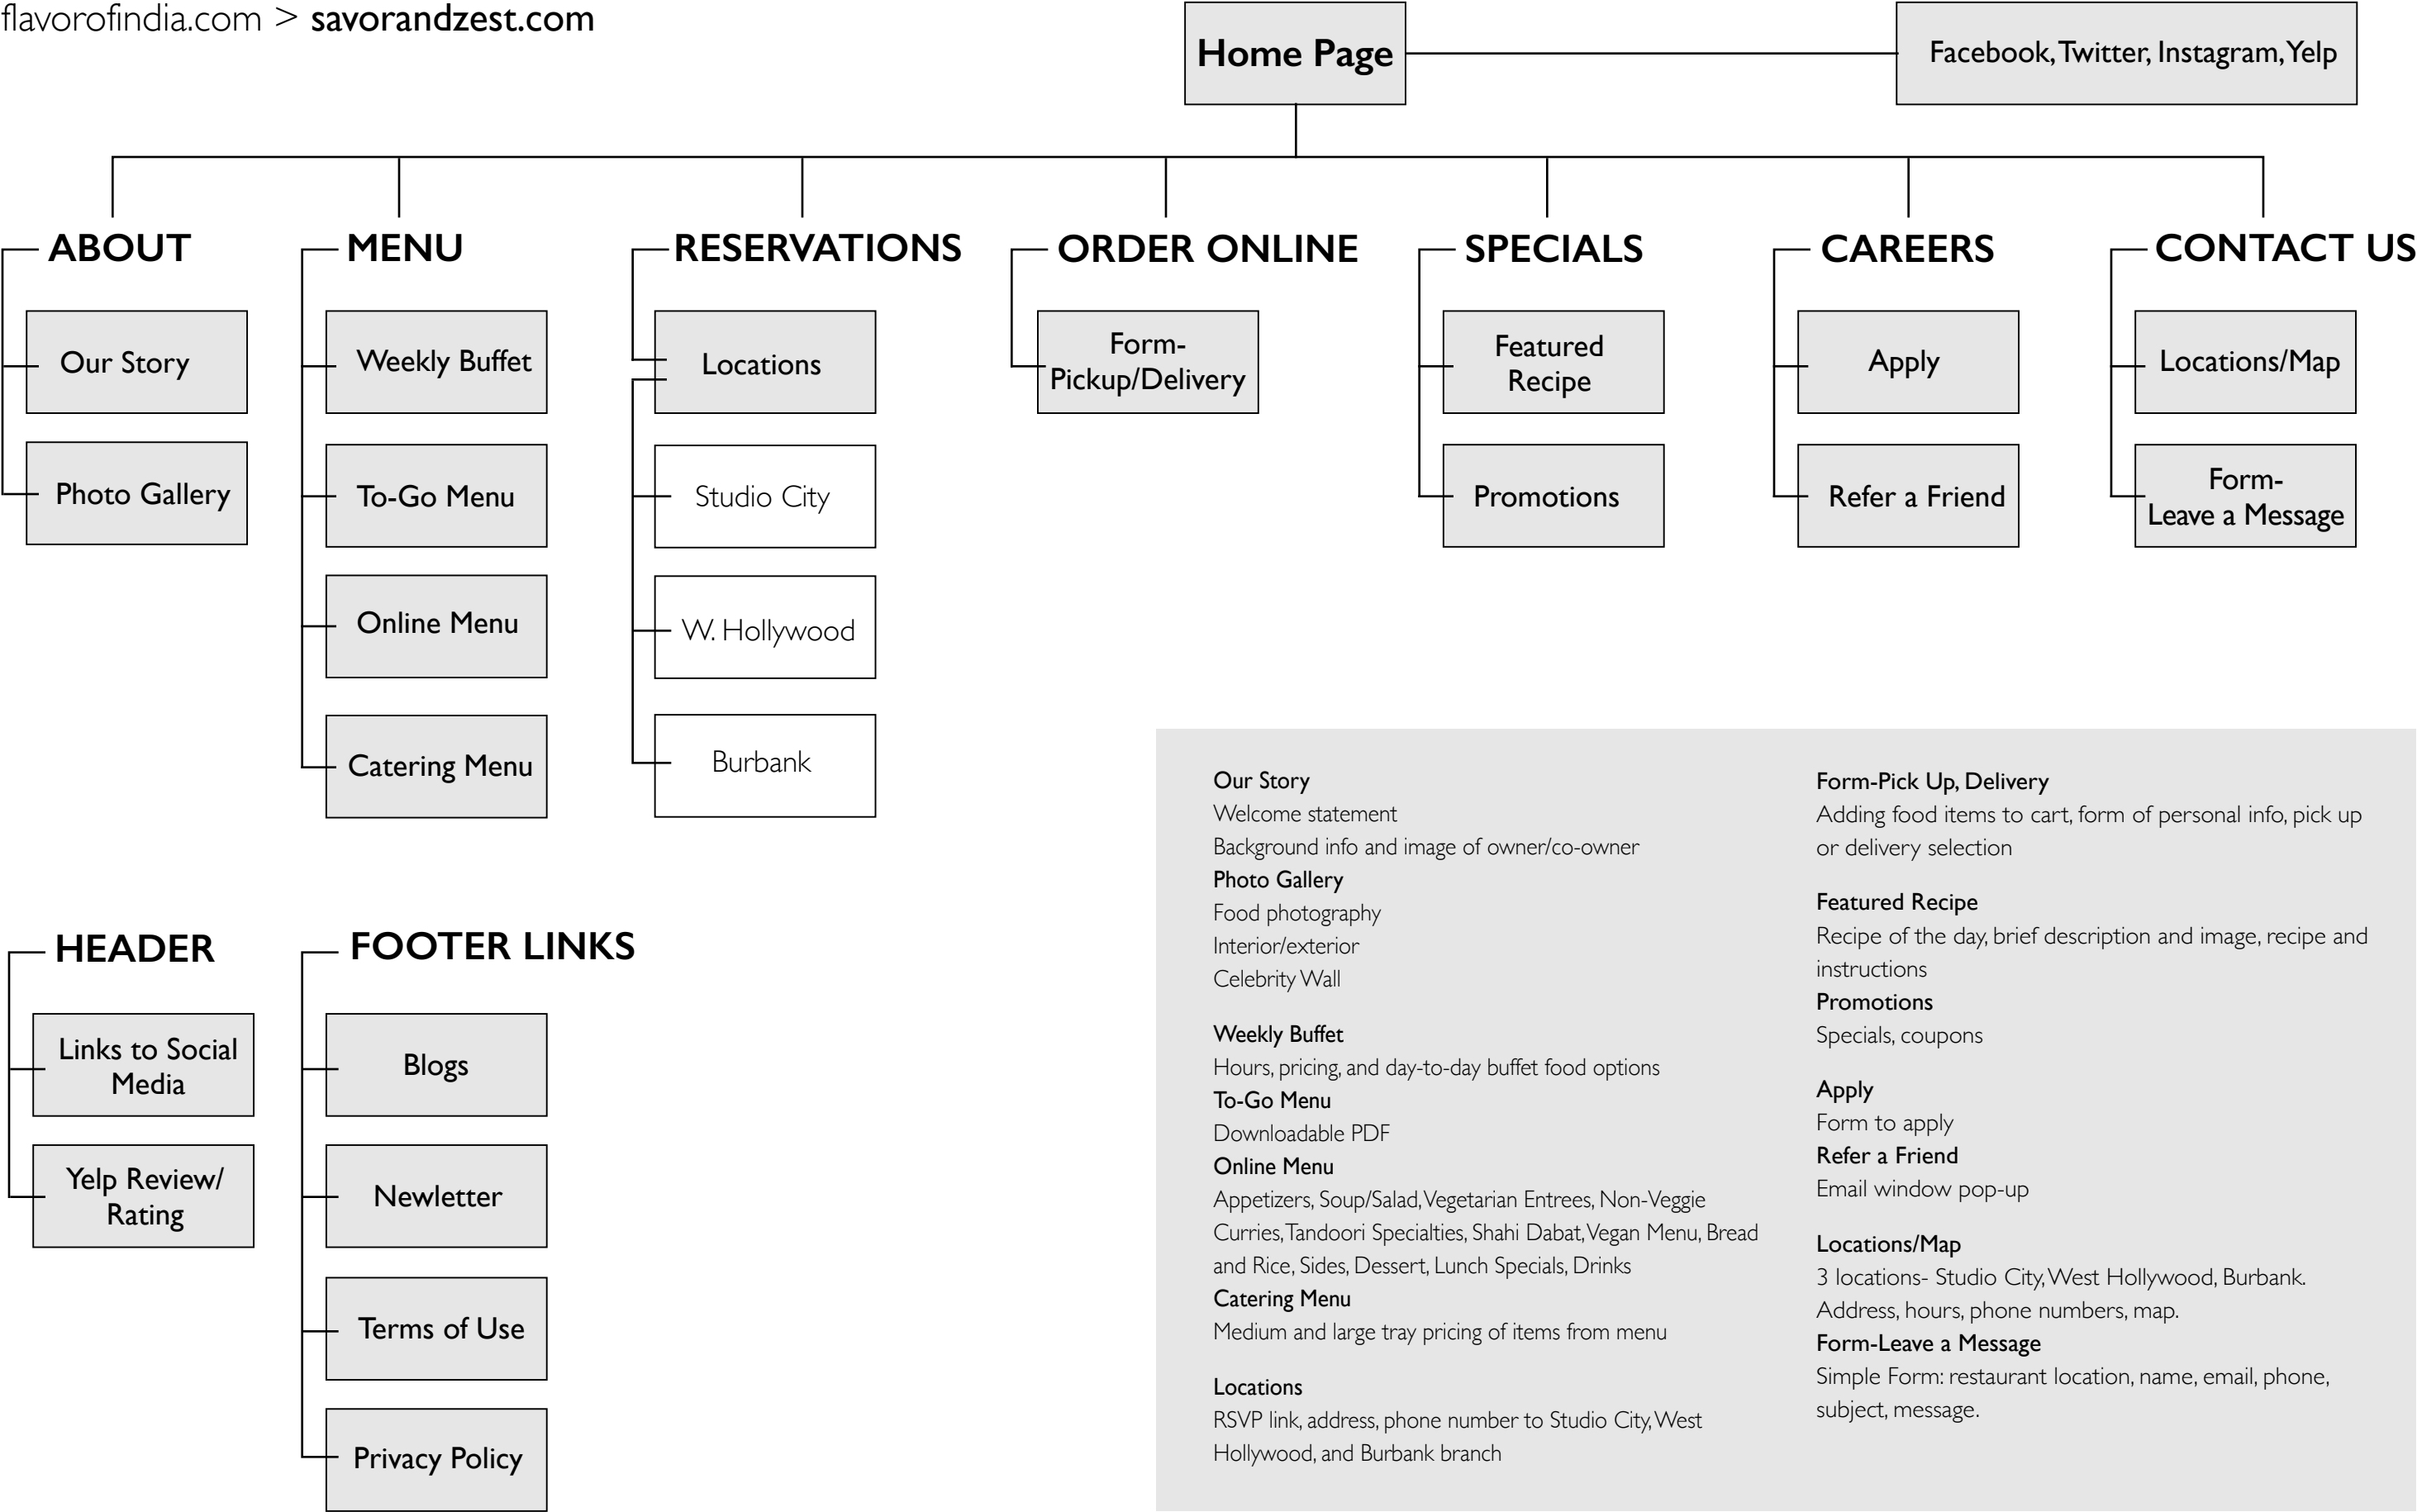 flavorofindia.com > savorandzest.com
Home Page
Facebook, Twitter, Instagram, Yelp
ABOUT
Our Story
Photo Gallery
MENU
Weekly Buffet
To-Go Menu
Online Menu
Catering Menu
RESERVATIONS
Locations
Studio City
W. Hollywood
Burbank
ORDER ONLINE
Form-
Pickup/Delivery
SPECIALS
Featured
Recipe
Promotions
CAREERS
Apply
Refer a Friend
CONTACT US
Locations/Map
Form-
Leave a Message
HEADER
Links to Social
Media
Yelp Review/
Rating
FOOTER LINKS
Blogs
Newletter
Terms of Use
Privacy Policy
Our Story
Welcome statement
Background info and image of owner/co-owner
Photo Gallery
Food photography
Interior/exterior
Celebrity Wall
Weekly Buffet
Hours, pricing, and day-to-day buffet food options
To-Go Menu
Downloadable PDF
Online Menu
Appetizers, Soup/Salad, Vegetarian Entrees, Non-Veggie
Curries, Tandoori Specialties, Shahi Dabat, Vegan Menu, Bread
and Rice, Sides, Dessert, Lunch Specials, Drinks
Catering Menu
Medium and large tray pricing of items from menu
Locations
RSVP link, address, phone number to Studio City, West
Hollywood, and Burbank branch
Form-Pick Up, Delivery
Adding food items to cart, form of personal info, pick up
or delivery selection
Featured Recipe
Recipe of the day, brief description and image, recipe and
instructions
Promotions
Specials, coupons
Apply
Form to apply
Refer a Friend
Email window pop-up
Locations/Map
3 locations- Studio City, West Hollywood, Burbank.
Address, hours, phone numbers, map.
Form-Leave a Message
Simple Form: restaurant location, name, email, phone,
subject, message.